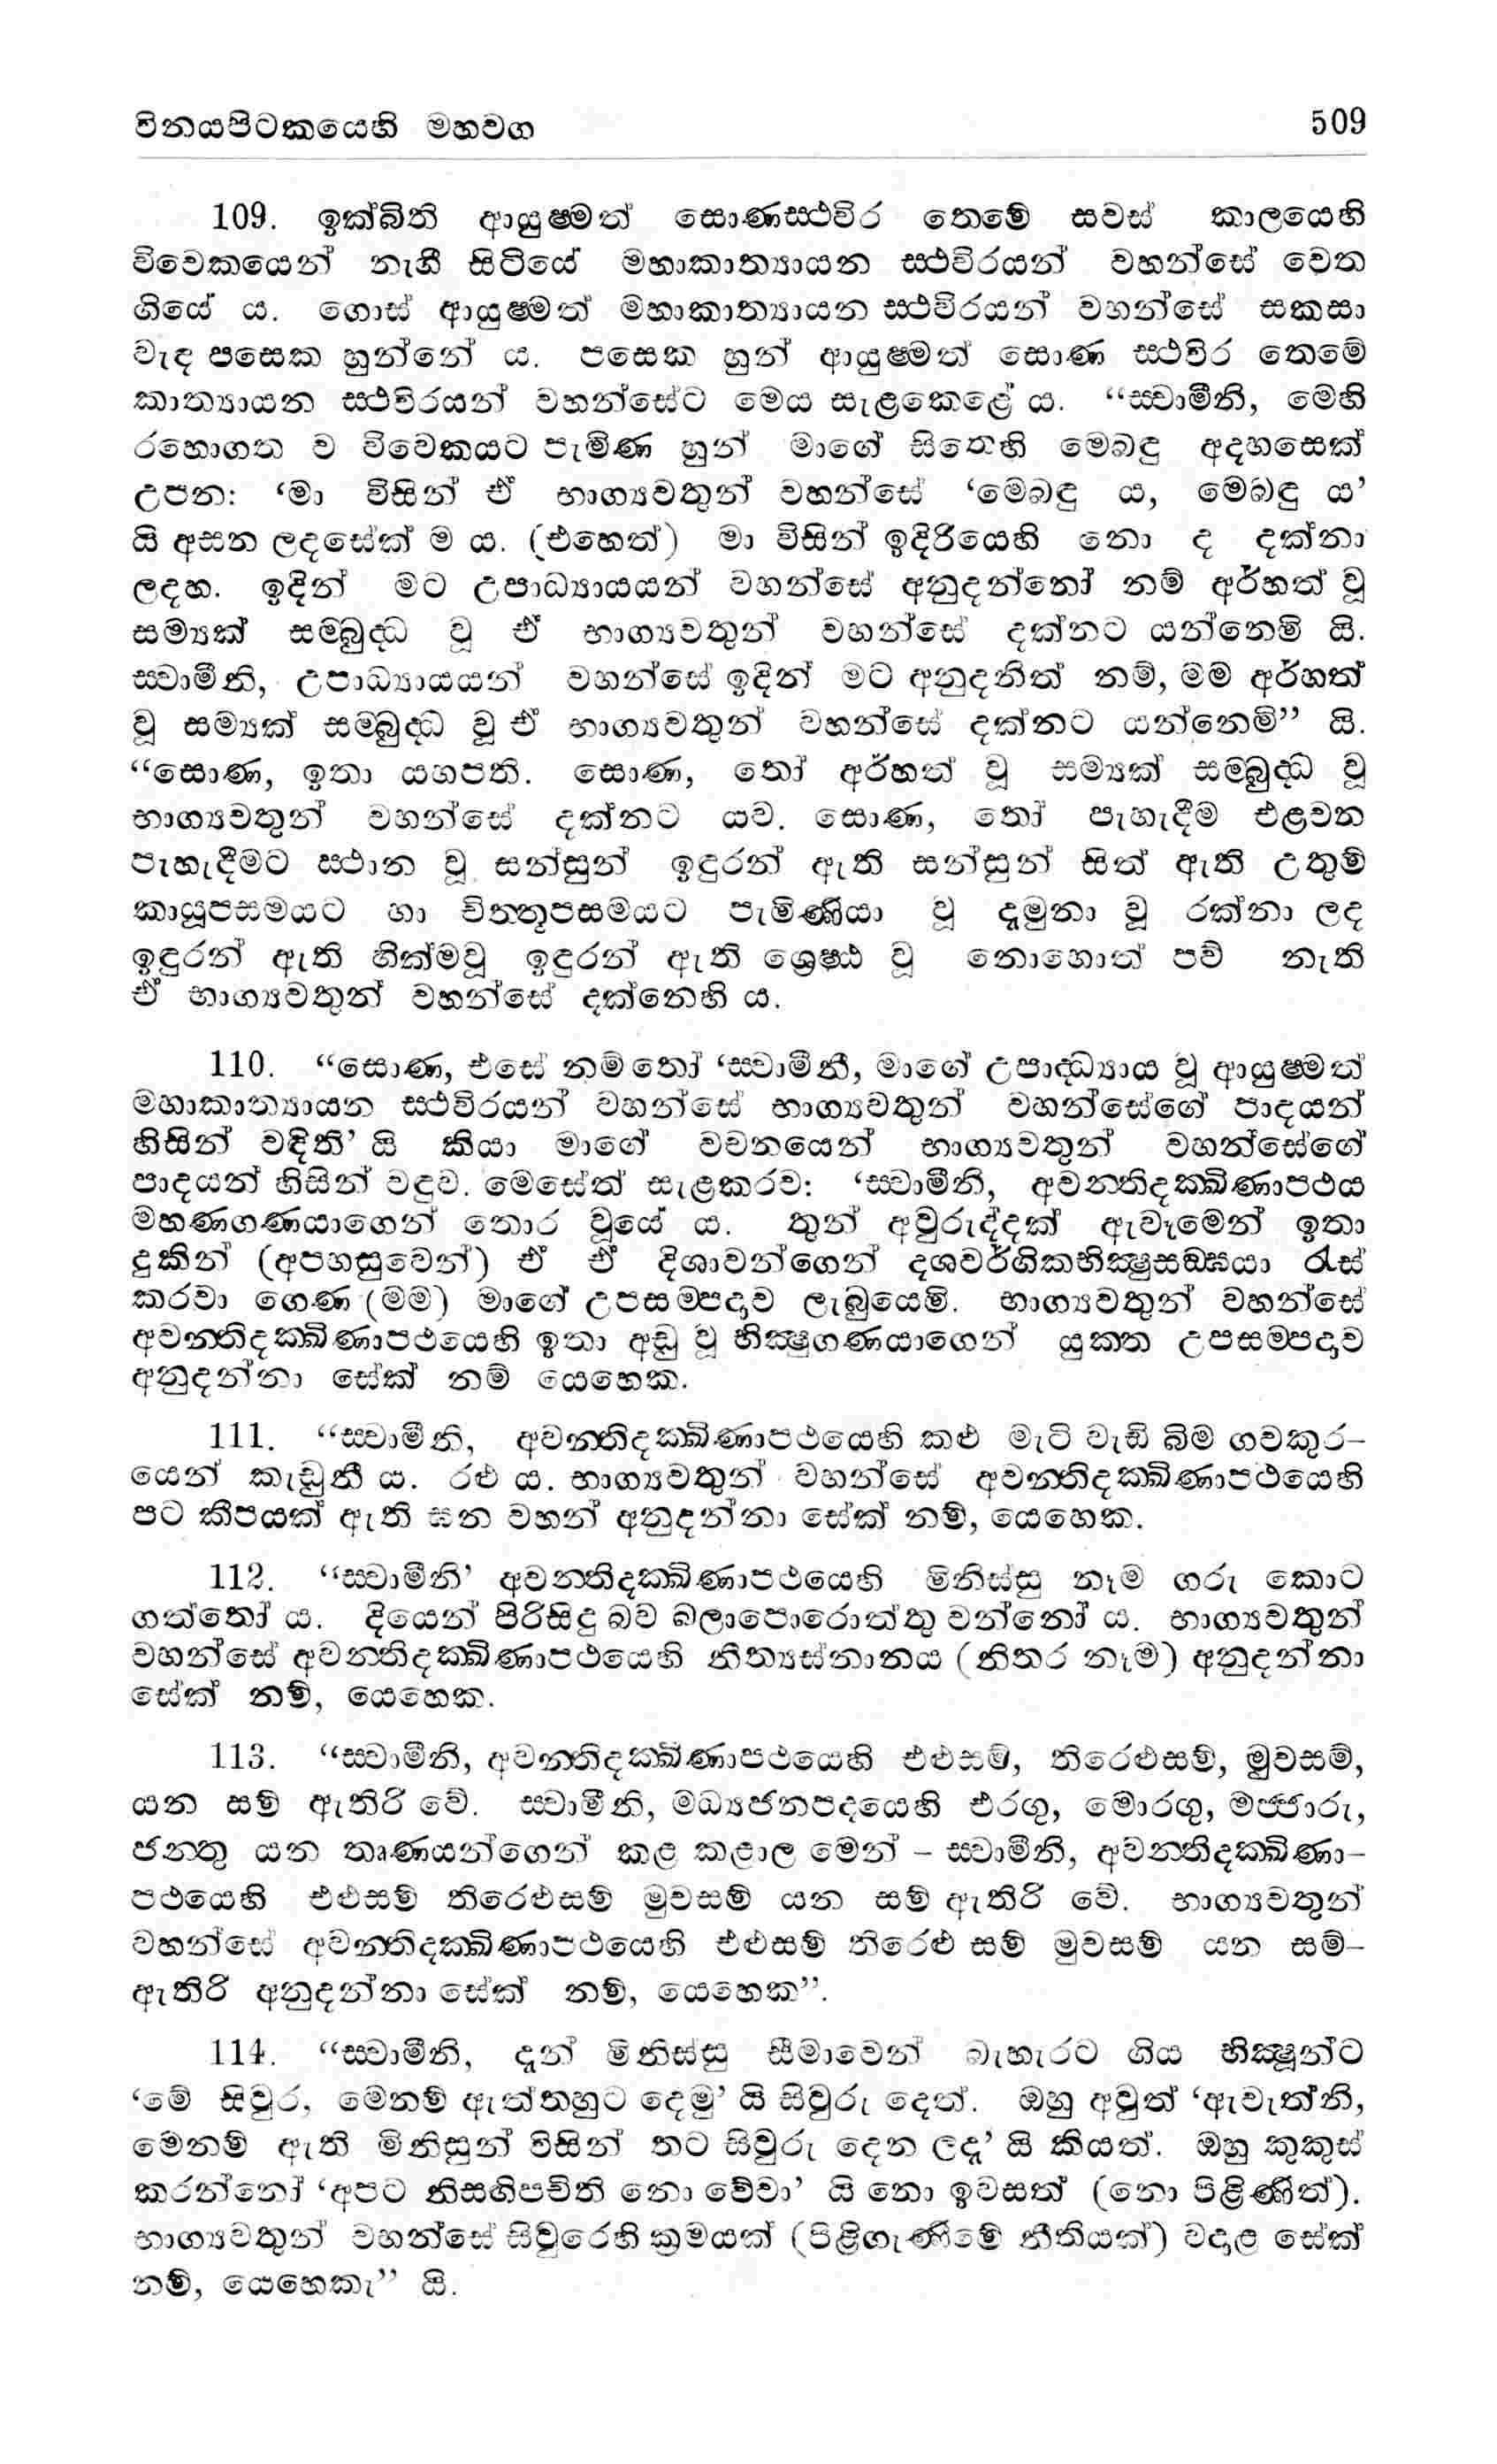 විනයපිටකයෙහි මහවග
509
109. ඉක්බිති ආයුෂ්මත් සොණස්ථවිර තෙමේ සවස් කාලයෙහි
විවෙකයෙන් නැඟී සිටියේ මහාකාත්‍යායන ස්ථවිරයන් වහන්සේ වෙත
ගියේ ය. ගොස් ආයුෂ්මත් මහාකාත්‍යායන ස්ථවිරයන් වහන්සේ සකසා
වැඳ පසෙක හුන්නේ ය. පසෙක හුන් ආයුෂ්මත් සොණ ස්ථවිර තෙමේ
කාත්‍යායන ස්ථවිරයන් වහන්සේට මෙය සැළකෙළේ ය. “ස්වාමීනි, මෙහි
රහොගත ව විවෙකයට පැමිණ හුන් මාගේ සිතෙහි මෙබඳු අදහසෙක්
උපන: ‘මා විසින් ඒ භාග්‍යවතුන් වහන්සේ ‘මෙබඳු ය, මෙබඳු ය’
යි අසන ලදසේක් ම ය. (එහෙත්) මා විසින් ඉදිරියෙහි නො ද දක්නා
ලදහ. ඉදින් මට උපාධ්‍යායයන් වහන්සේ අනුදන්නෝ නම් අර්හත් වූ
සම්‍යක් සම්බුද්ධ වූ ඒ භාග්‍යවතුන් වහන්සේ දක්නට යන්නෙමි යි.
ස්වාමීනි, උපාධ්‍යායයන් වහන්සේ ඉදින් මට අනුදනිත් නම්, මම අර්හත්
වූ සම්‍යක් සම්බුද්ධ වූ ඒ භාග්‍යවතුන් වහන්සේ දක්නට යන්නෙමි” යි.
“සොණ, ඉතා යහපති. සොණ, තෝ අර්හත් වූ සම්‍යක් සම්බුද්ධ වූ
භාග්‍යවතුන් වහන්සේ දක්නට යව. සොණ, තෝ පැහැදීම එළවන
පැහැදීමට ස්ථාන වූ සන්සුන් ඉඳුරන් ඇති සන්සුන් සිත් ඇති උතුම්
කායූපසමයට හා චිත්තූපසමයට පැමිණියා වූ දැමුනා වූ රක්නා ලද
ඉඳුරන් ඇති හික්මවූ ඉඳුරන් ඇති ශ්‍රේෂ්ඨ වූ නොහොත් පව් නැති
ඒ භාග්‍යවතුන් වහන්සේ දක්නෙහි ය.
110. “සොණ, එසේ නම් තෝ ‘ස්වාමීනී, මාගේ උපාද්ධ්‍යාය වූ ආයුෂ්මත්
මහාකාත්‍යායන ස්ථවිරයන් වහන්සේ භාග්‍යවතුන් වහන්සේගේ පාදයන්
හිසින් වඳිති’ යි කියා මාගේ වචනයෙන් භාග්‍යවතුන් වහන්සේගේ
පාදයන් හිසින් වඳුව. මෙසේත් සැළකරව: ‘ස්වාමීනි, අවන්තිදක්ඛිණාපථය
මහණගණයාගෙන් තොර වූයේ ය. තුන් අවුරුද්දක් ඇවෑමෙන් ඉතා
දුකින් (අපහසුවෙන්) ඒ ඒ දිශාවන්ගෙන් දශවර්ගිකභික්‍ෂුසඞ්ඝයා රැස්
කරවා ගෙණ (මම) මාගේ උපසම්පදාව ලැබුයෙමි. භාග්‍යවතුන් වහන්සේ
අවන්තිදක්ඛිණාපථයෙහි ඉතා අඩු වූ භික්‍ෂුගණයාගෙන් යුක්ත උපසම්පදාව
අනුදන්නා සේක් නම් යෙහෙක.
111. “ස්වාමීනි, අවන්තිදක්ඛිණාපථයෙහි කළු මැටි වැඩි බිම ගවකුර-
යෙන් කැඩුනී ය. රළු ය. භාග්‍යවතුන් වහන්සේ අවන්තිදක්ඛිණාපථයෙහි
පට කීපයක් ඇති ඝන වහන් අනුදන්නා සේක් නම්, යෙහෙක.
112. “ස්වාමීනි’ අවන්තිදක්ඛිණාපථයෙහි මිනිස්සු නෑම ගරු කොට
ගත්තෝ ය. දියෙන් පිරිසිදු බව බලාපොරොත්තු වන්නෝ ය. භාග්‍යවතුන්
වහන්සේ අවන්තිදක්ඛිණාපථයෙහි නිත්‍යස්නානය (නිතර නෑම) අනුදන්නා
සේක් නම්, යෙහෙක.
113. “ස්වාමීනි, අවන්තිදක්ඛිණාපථයෙහි එළුසම්, තිරෙළුසම්, මුවසම්,
යන සම් ඇතිරි වේ. ස්වාමීනි, මධ්‍යජනපදයෙහි එරගු, මොරගු, මජ්ජාරු,
ජන්තු යන තෘණයන්ගෙන් කළ කළාල මෙන් – ස්වාමීනි, අවන්තිදක්ඛිණා-
පථයෙහි එළුසම් තිරෙළුසම් මුවසම් යන සම් ඇතිරි වේ. භාග්‍යවතුන්
වහන්සේ අවන්තිදක්ඛිණාපථයෙහි එළුසම් තිරෙළු සම් මුවසම් යන සම්-
ඇතිරි අනුදන්නා සේක් නම්, යෙහෙක”.
114. “ස්වාමීනි, දැන් මිනිස්සු සීමාවෙන් බැහැරට ගිය භික්‍ෂූන්ට
‘මේ සිවුර, මෙනම් ඇත්තහුට දෙමු’ යි සිවුරු දෙත්. ඔහු අවුත් ‘ඇවැත්නි,
මෙනම් ඇති මිනිසුන් විසින් තට සිවුරු දෙන ලදැ’ යි කියත්. ඔහු කුකුස්
කරන්නෝ ‘අපට නිසඟිපචිති නො වේවා’ යි නො ඉවසත් (නො පිළිණිත්).
භාග්‍යවතුන් වහන්සේ සිවුරෙහි ක්‍රමයක් (පිළිගැණීමේ නීතියක්) වදාළ සේක්
නම්, යෙහෙකැ” යි.